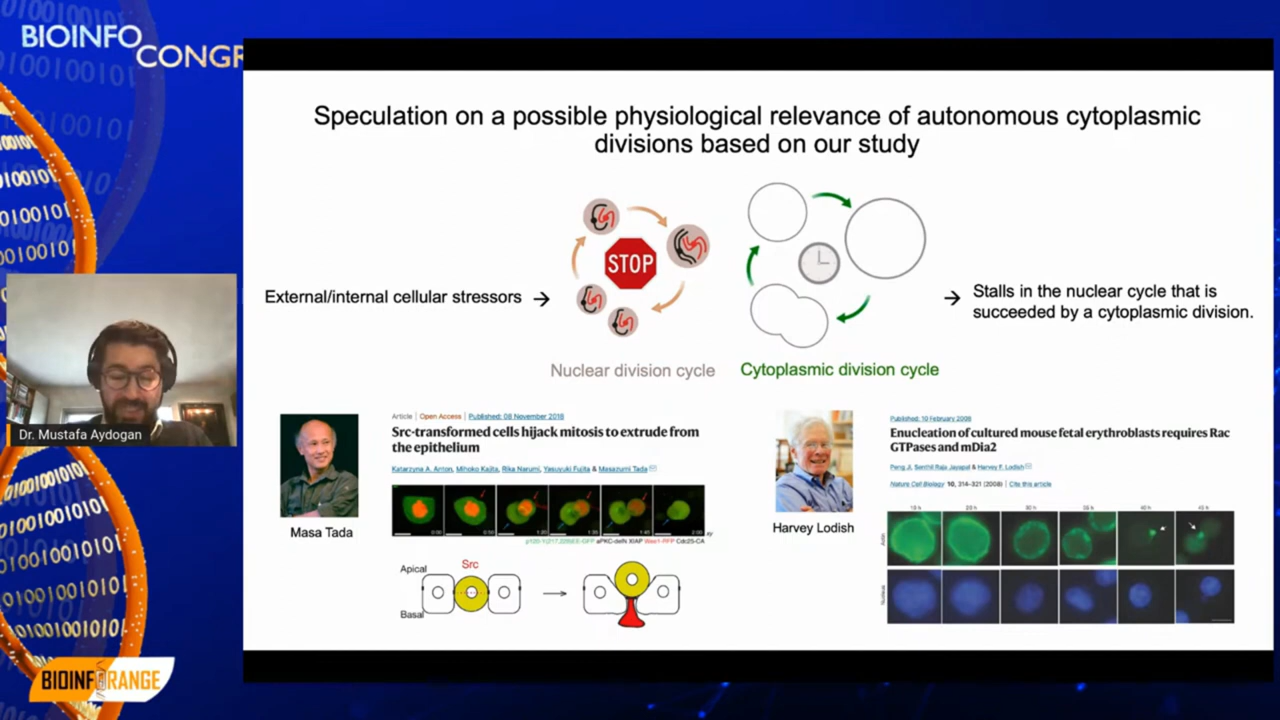 BIOINFO
CONGR
Speculation on a possible physiological relevance of autonomous cytoplasmic
divisions based on our study
STOP
External/internal cellular stressors →
→ Stalls in the nuclear cycle that is
succeeded by a cytoplasmic division.
Nuclear division cycle
Cytoplasmic division cycle
Dr. Mustafa Aydogan
Masa Tada
Article | Open Access | Published: 08 November 2018
Src-transformed cells hijack mitosis to extrude from
the epithelium
Katarzyna A. Anton, Mihoko Kajita, Rika Narumi, Yasuyuki Fujita & Masazumi Tada
Src
Apical
Basal
Harvey Lodish
Published: 10 February 2008
Enucleation of cultured mouse fetal erythroblasts requires Rac
GTPases and mDia2
Peng Ji, Senthil Raja Jayapal & Harvey F. Lodish
Nature Cell Biology 10, 314–321 (2008) | Cite this article
Actin
Nucleus
BIOINFORANGE